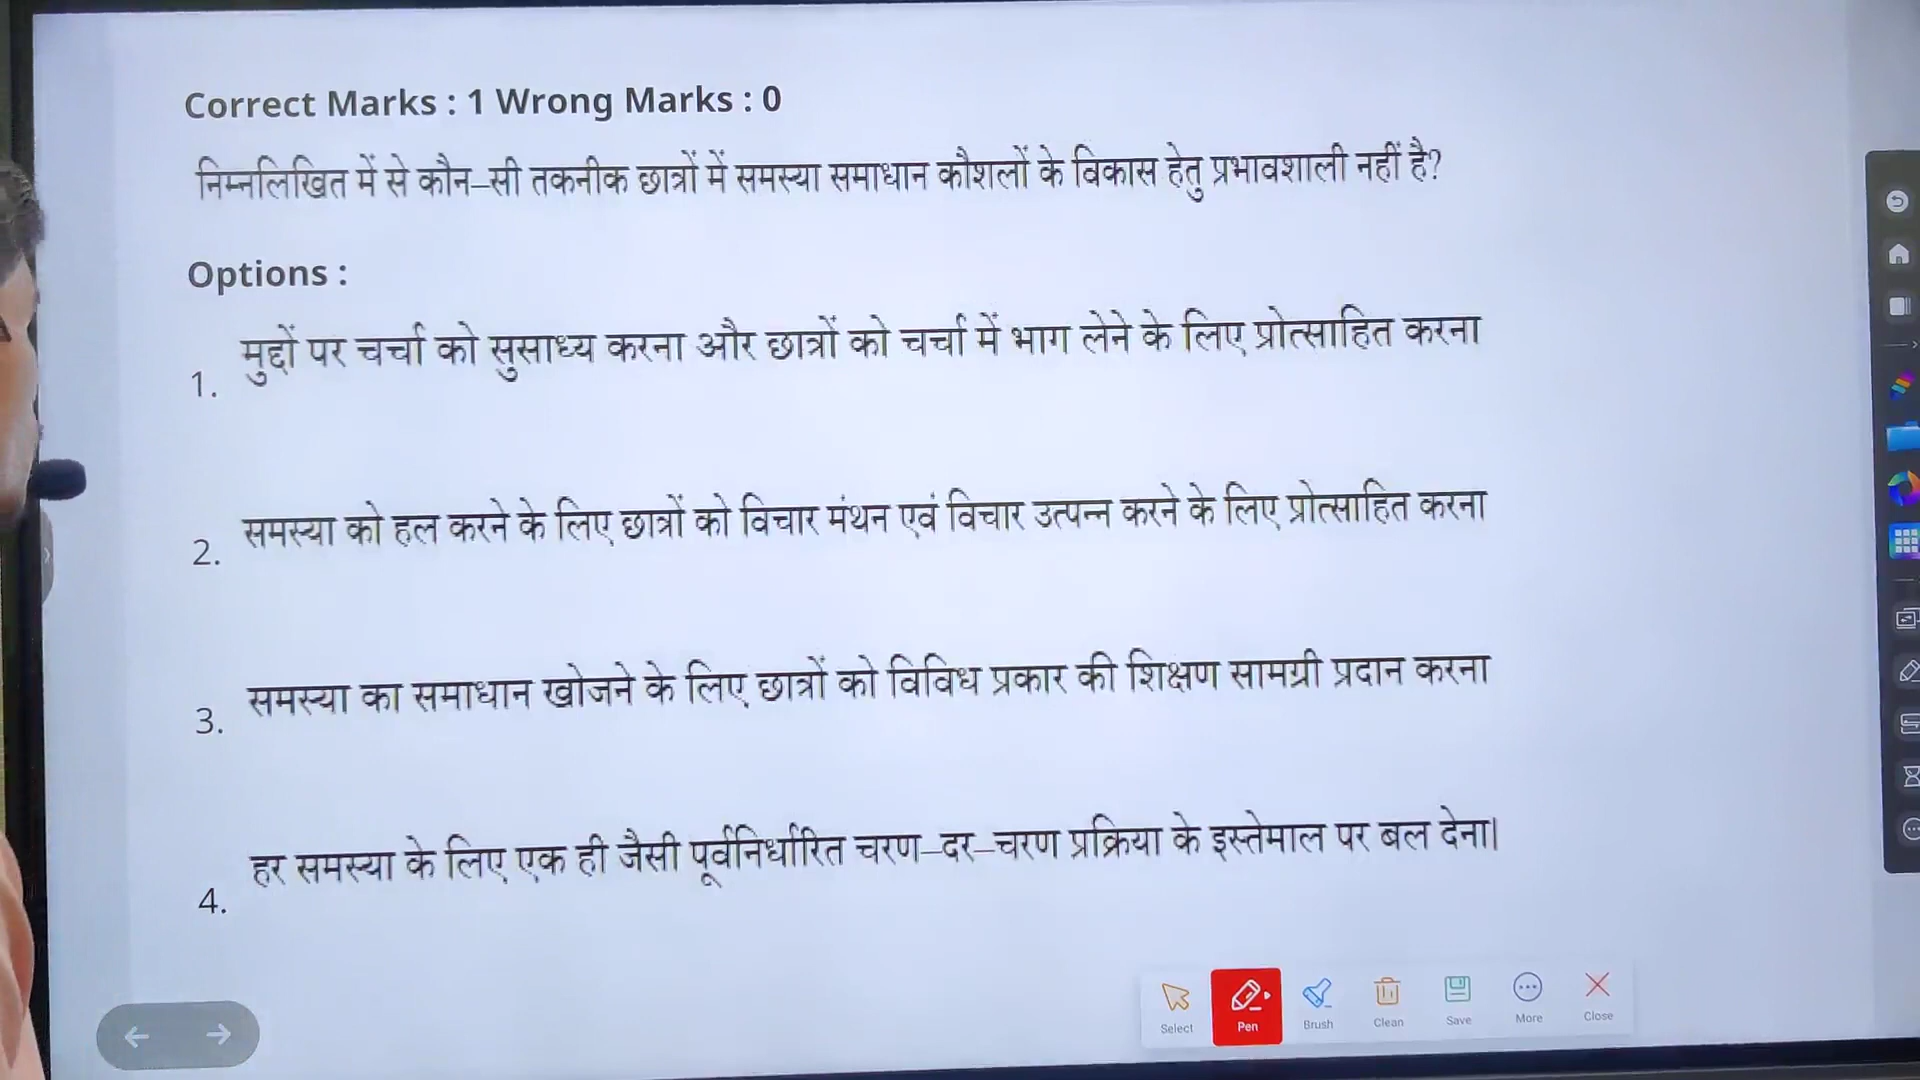 Correct Marks : 1 Wrong Marks : 0
निम्नलिखित में से कौन–सी तकनीक छात्रों में समस्या समाधान कौशलों के विकास हेतु प्रभावशाली नहीं है?
Options :
1. मुद्दों पर चर्चा को सुसाध्य करना और छात्रों को चर्चा में भाग लेने के लिए प्रोत्साहित करना
2. समस्या को हल करने के लिए छात्रों को विचार मंथन एवं विचार उत्पन्न करने के लिए प्रोत्साहित करना
3. समस्या का समाधान खोजने के लिए छात्रों को विविध प्रकार की शिक्षण सामग्री प्रदान करना
4. हर समस्या के लिए एक ही जैसी पूर्वनिर्धारित चरण–दर–चरण प्रक्रिया के इस्तेमाल पर बल देना।
Select Pen Brush Clean Save More Close